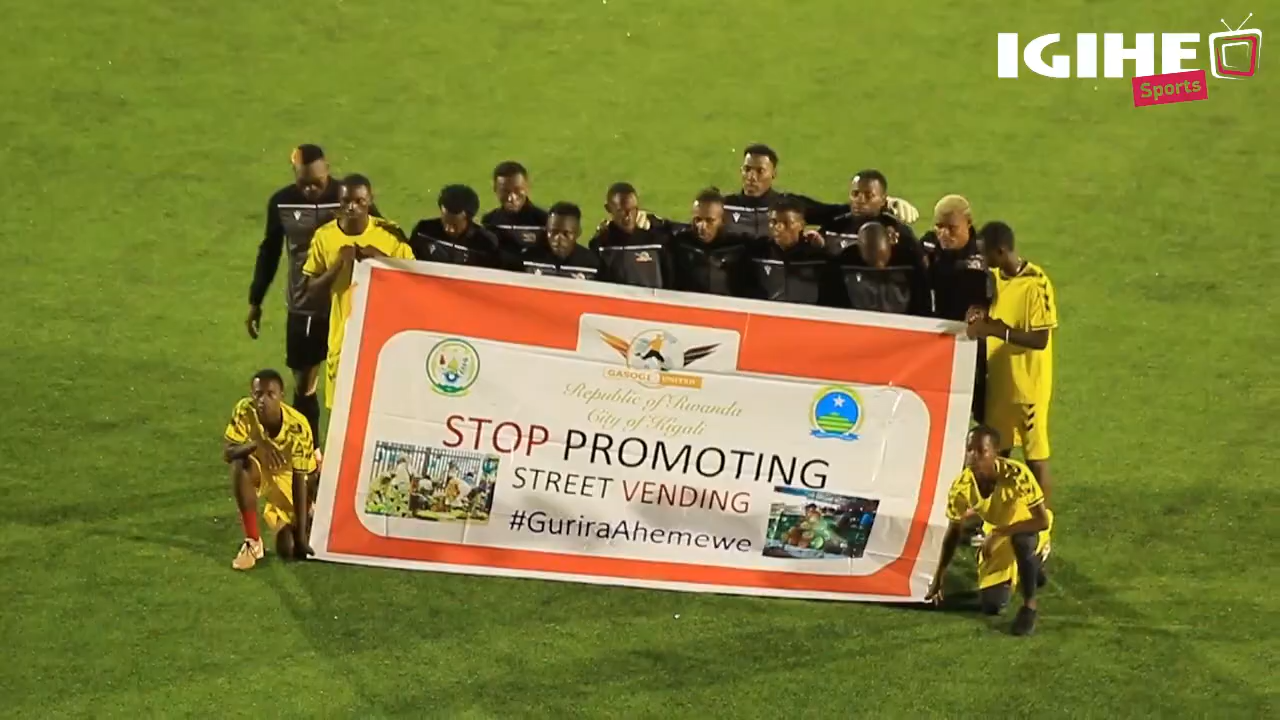 IGIHE
Sports
GASOGI UNITED
Republic of Rwanda
City of Kigali
STOP PROMOTING
STREET VENDING
#GuriraAhemewe